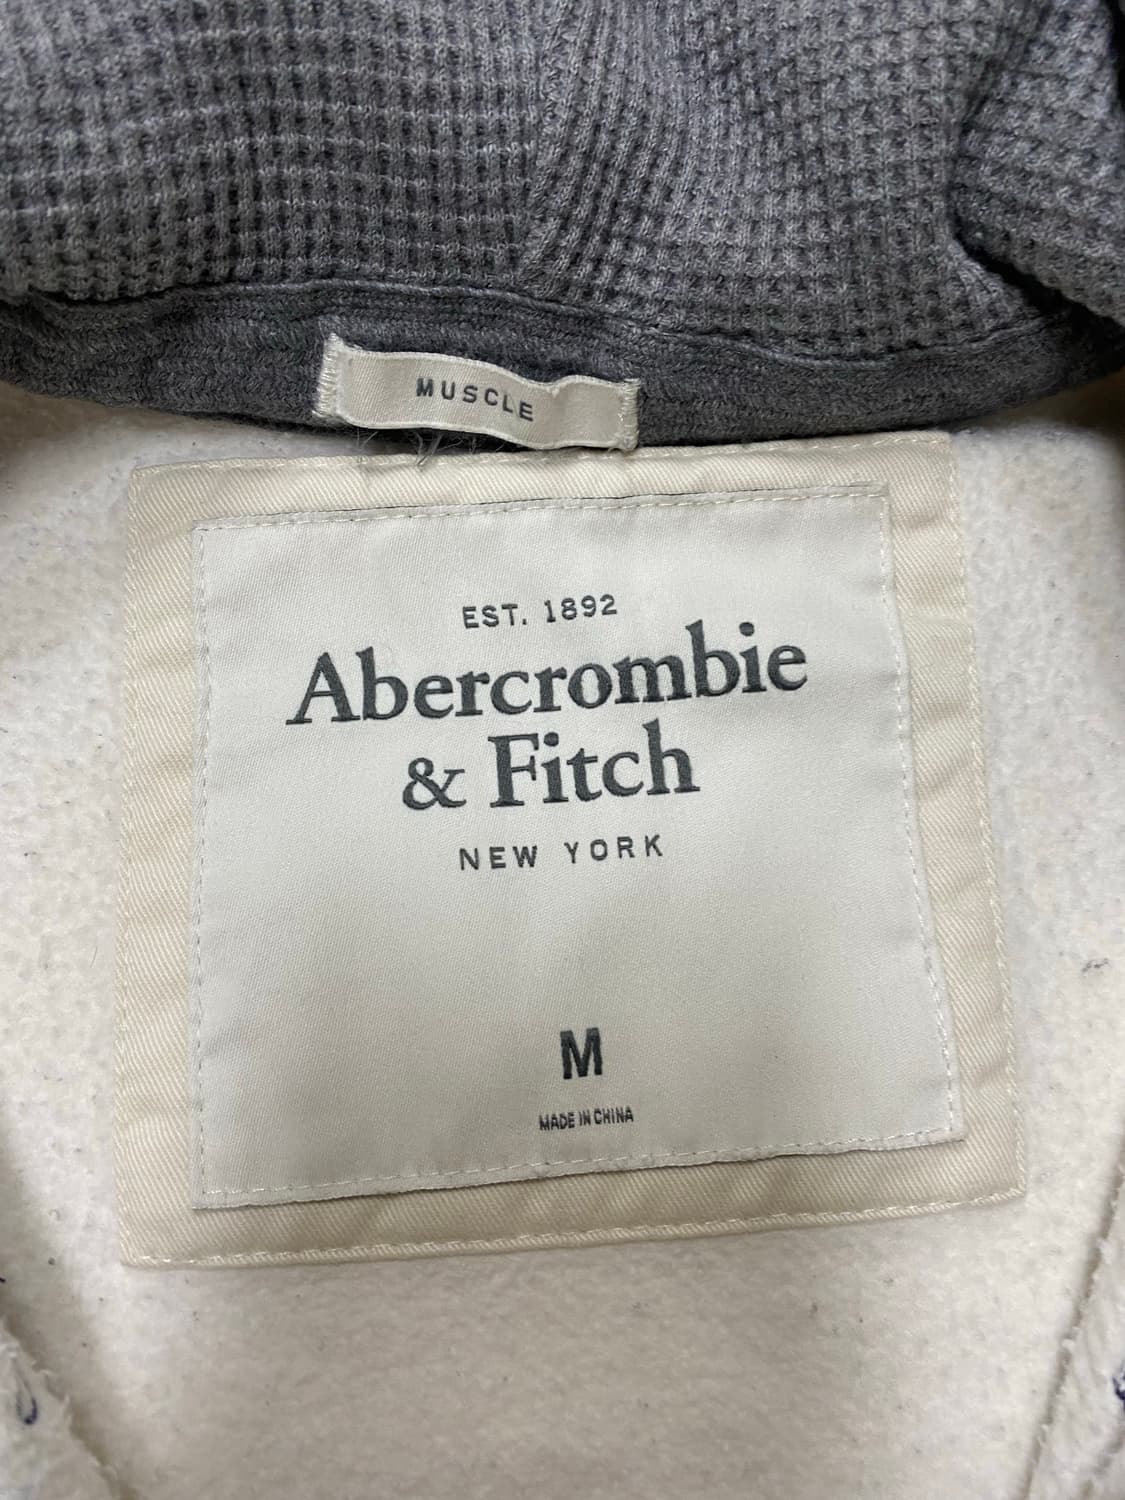 MUSCLE
EST. 1892
Abercrombie
& Fitch
NEW YORK
M
MADE IN CHINA